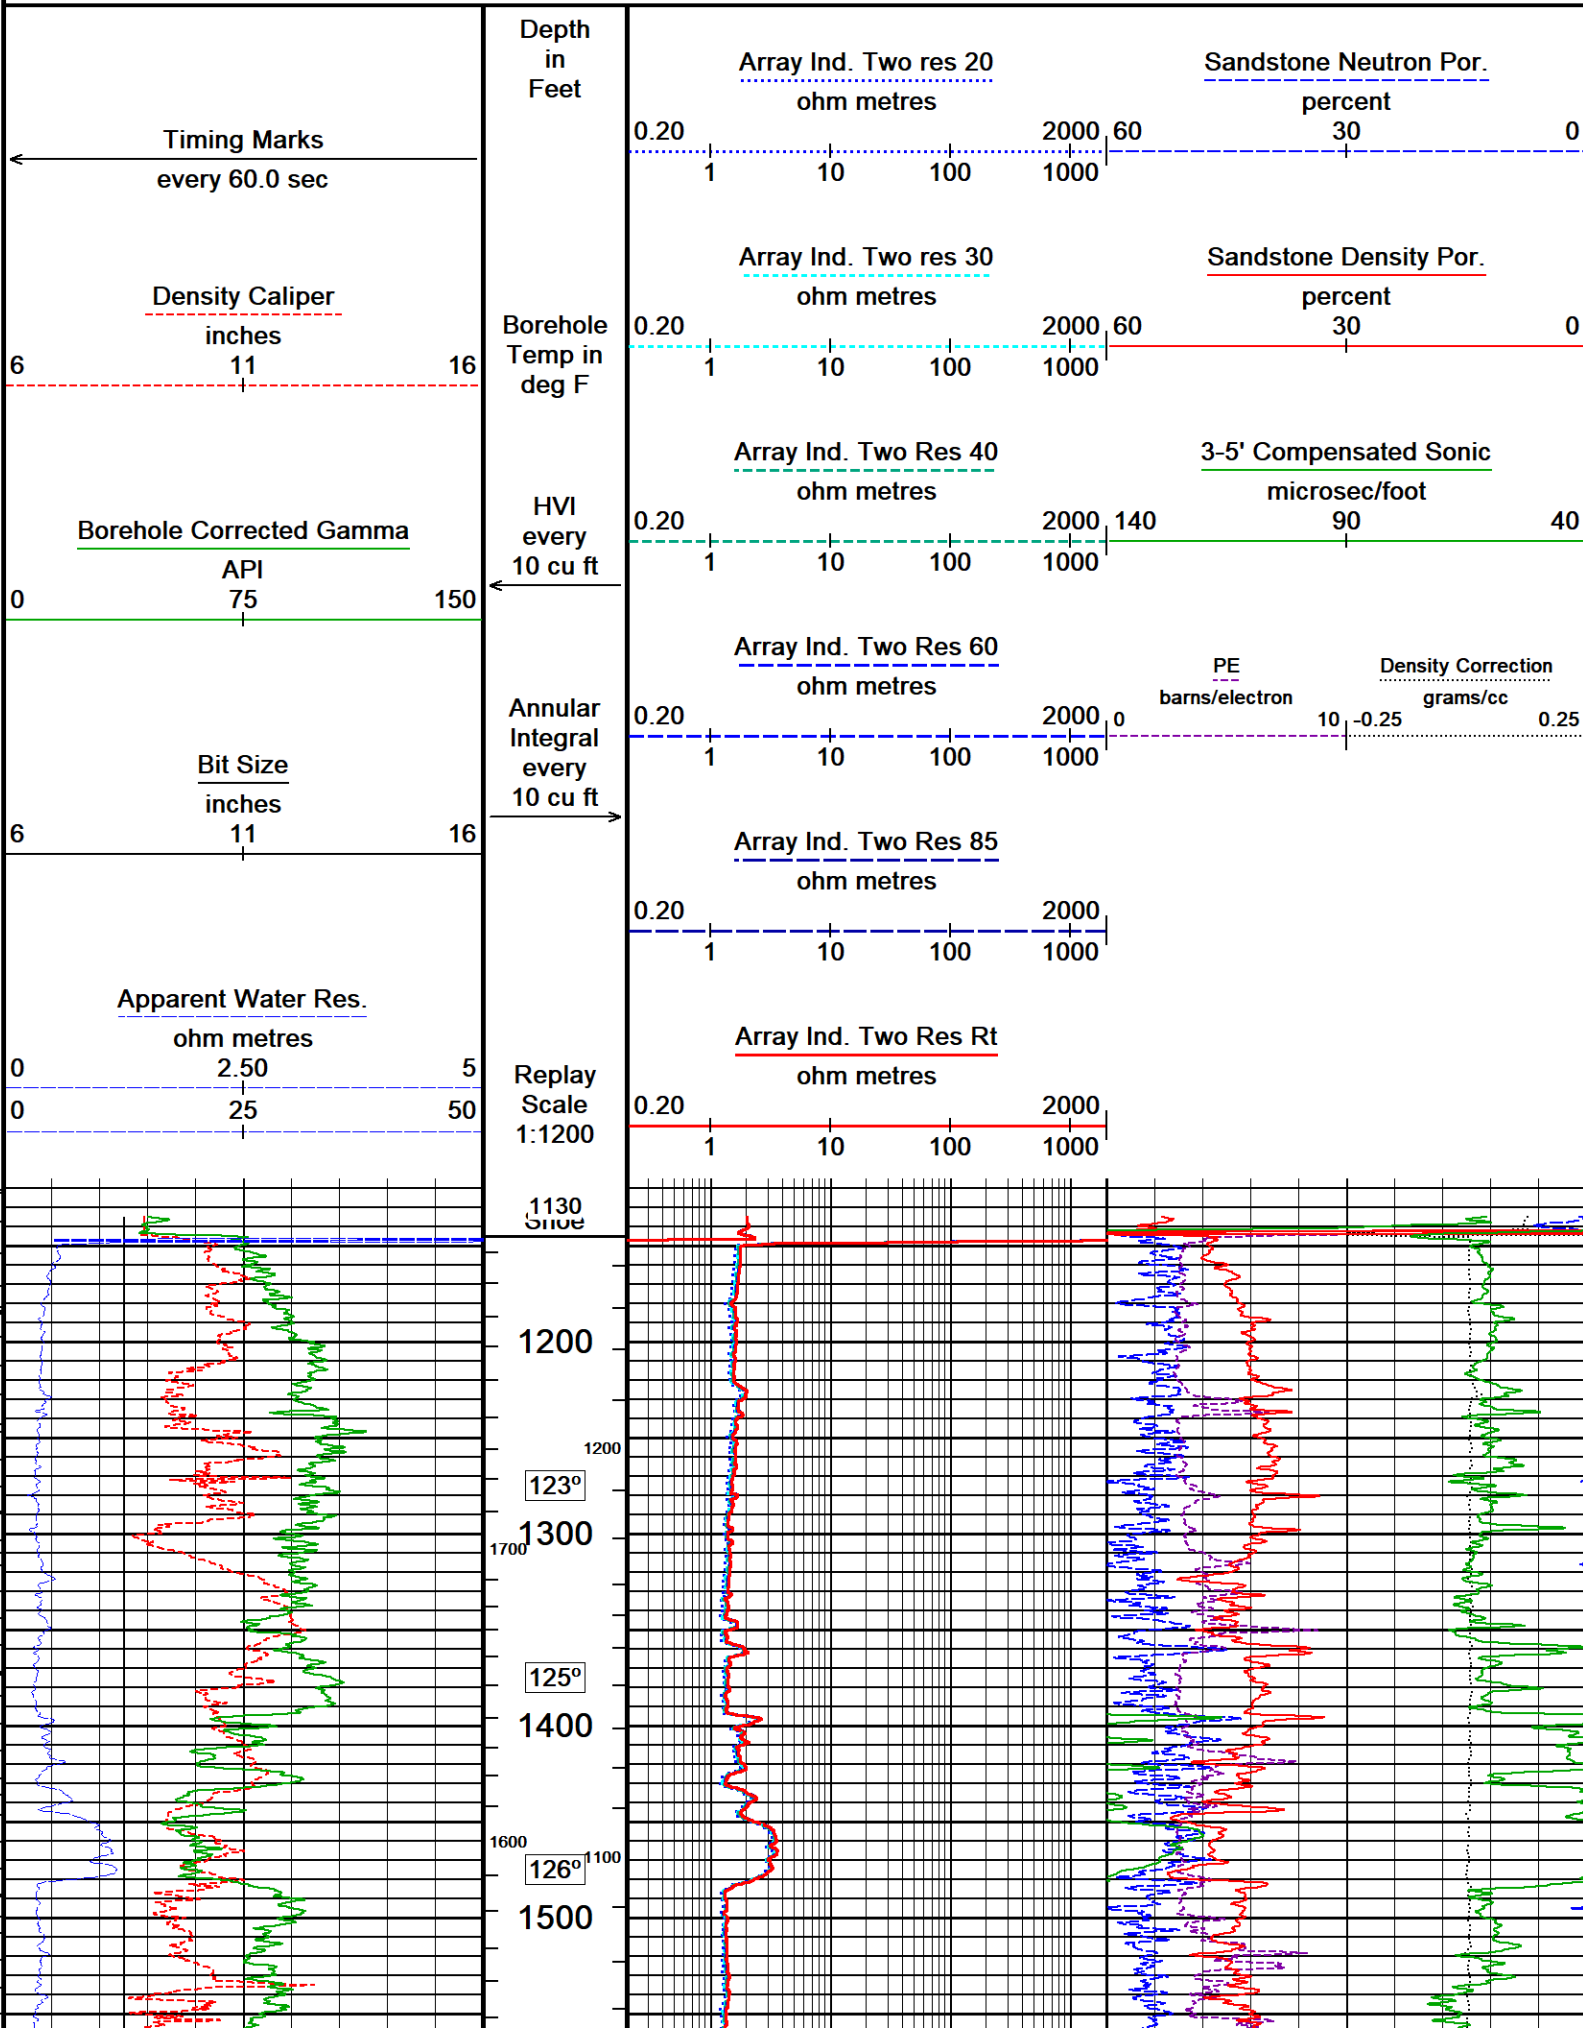 Timing Marks
every 60.0 sec
Density Caliper
inches
6 11 16
Borehole Corrected Gamma
API
0 75 150
Bit Size
inches
6 11 16
Apparent Water Res.
ohm metres
0 2.50 5
0 25 50
Depth
in
Feet
Borehole
Temp in
deg F
HVI
every
10 cu ft
Annular
Integral
every
10 cu ft
Replay
Scale
1:1200
Array Ind. Two res 20
ohm metres
0.20 2000
1 10 100 1000
Array Ind. Two res 30
ohm metres
0.20 2000
1 10 100 1000
Array Ind. Two Res 40
ohm metres
0.20 2000
1 10 100 1000
Array Ind. Two Res 60
ohm metres
0.20 2000
1 10 100 1000
Array Ind. Two Res 85
ohm metres
0.20 2000
1 10 100 1000
Array Ind. Two Res Rt
ohm metres
0.20 2000
1 10 100 1000
Sandstone Neutron Por.
percent
60 30 0
Sandstone Density Por.
percent
60 30 0
3-5' Compensated Sonic
microsec/foot
140 90 40
PE
barns/electron
0 10
Density Correction
grams/cc
-0.25 0.25
1130
Shoe
1200
1200
123º
1300
1700
125º
1400
1600
1100
126º
1500